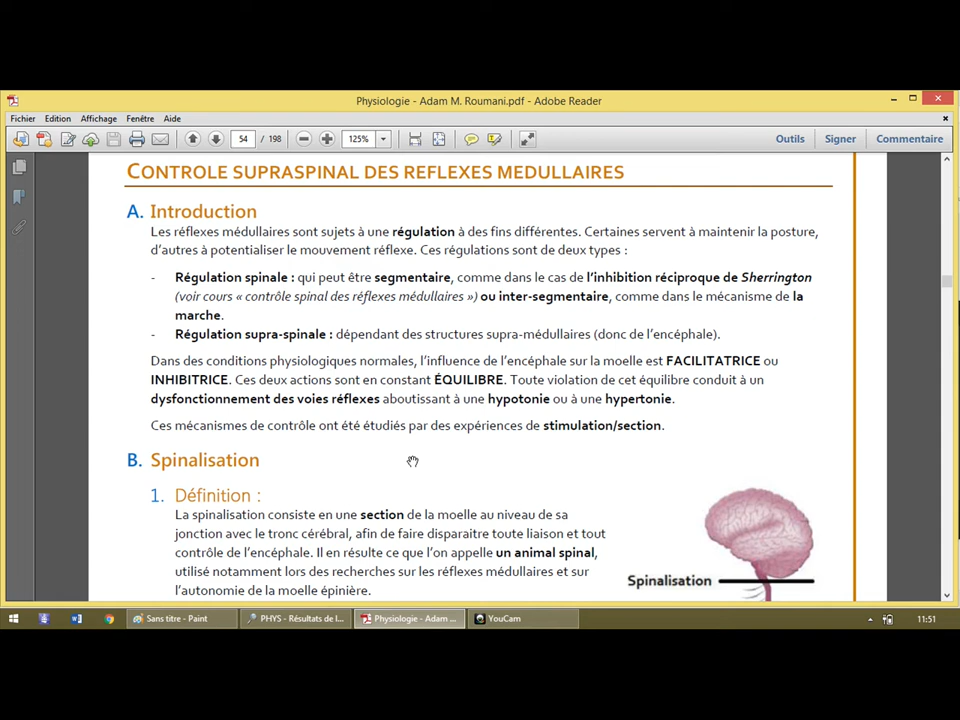 Physiologie - Adam M. Roumani.pdf - Adobe Reader
Fichier Edition Affichage Fenêtre Aide
54 / 198 125% Outils Signer Commentaire
CONTROLE SUPRASPINAL DES REFLEXES MEDULLAIRES
A. Introduction
Les réflexes médullaires sont sujets à une régulation à des fins différentes. Certaines servent à maintenir la posture,
d'autres à potentialiser le mouvement réflexe. Ces régulations sont de deux types :
- Régulation spinale : qui peut être segmentaire, comme dans le cas de l'inhibition réciproque de Sherrington
(voir cours « contrôle spinal des réflexes médullaires ») ou inter-segmentaire, comme dans le mécanisme de la
marche.
- Régulation supra-spinale : dépendant des structures supra-médullaires (donc de l'encéphale).
Dans des conditions physiologiques normales, l'influence de l'encéphale sur la moelle est FACILITATRICE ou
INHIBITRICE. Ces deux actions sont en constant ÉQUILIBRE. Toute violation de cet équilibre conduit à un
dysfonctionnement des voies réflexes aboutissant à une hypotonie ou à une hypertonie.
Ces mécanismes de contrôle ont été étudiés par des expériences de stimulation/section.
B. Spinalisation
1. Définition :
La spinalisation consiste en une section de la moelle au niveau de sa
jonction avec le tronc cérébral, afin de faire disparaitre toute liaison et tout
contrôle de l'encéphale. Il en résulte ce que l'on appelle un animal spinal,
utilisé notamment lors des recherches sur les réflexes médullaires et sur
l'autonomie de la moelle épinière.
Spinalisation
Sans titre - Paint PHYS - Résultats de l... Physiologie - Adam ... YouCam 11:51